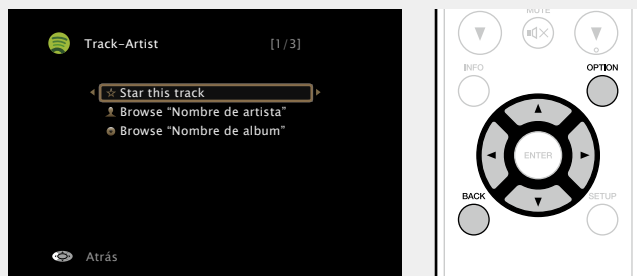 Track-Artist [1/3]
☆ Star this track
Browse “Nombre de artista”
Browse “Nombre de album”
Atrás
MUTE
INFO
OPTION
ENTER
BACK
SETUP